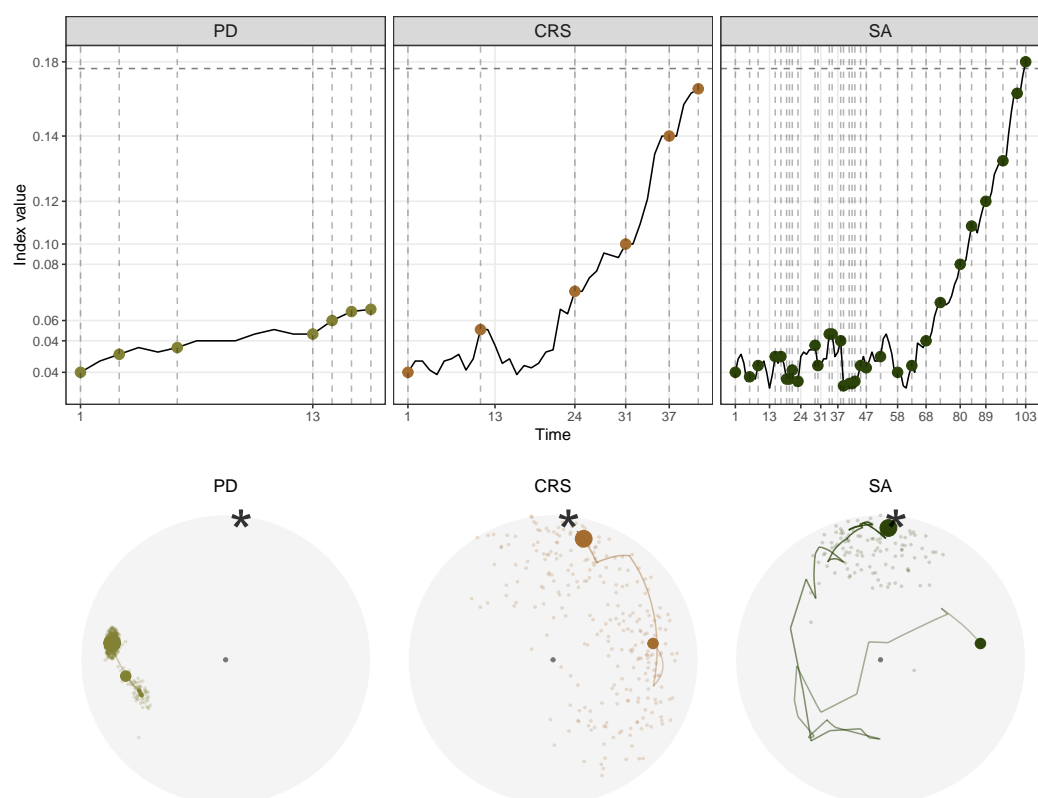 PD CRS SA
0.18
0.14
0.12
0.10
0.08
0.06
0.04
0.04
Index value
1 13 1 13 24 31 37 1 13 24 31 37 47 58 68 80 89 103
Time
PD CRS SA
* * *